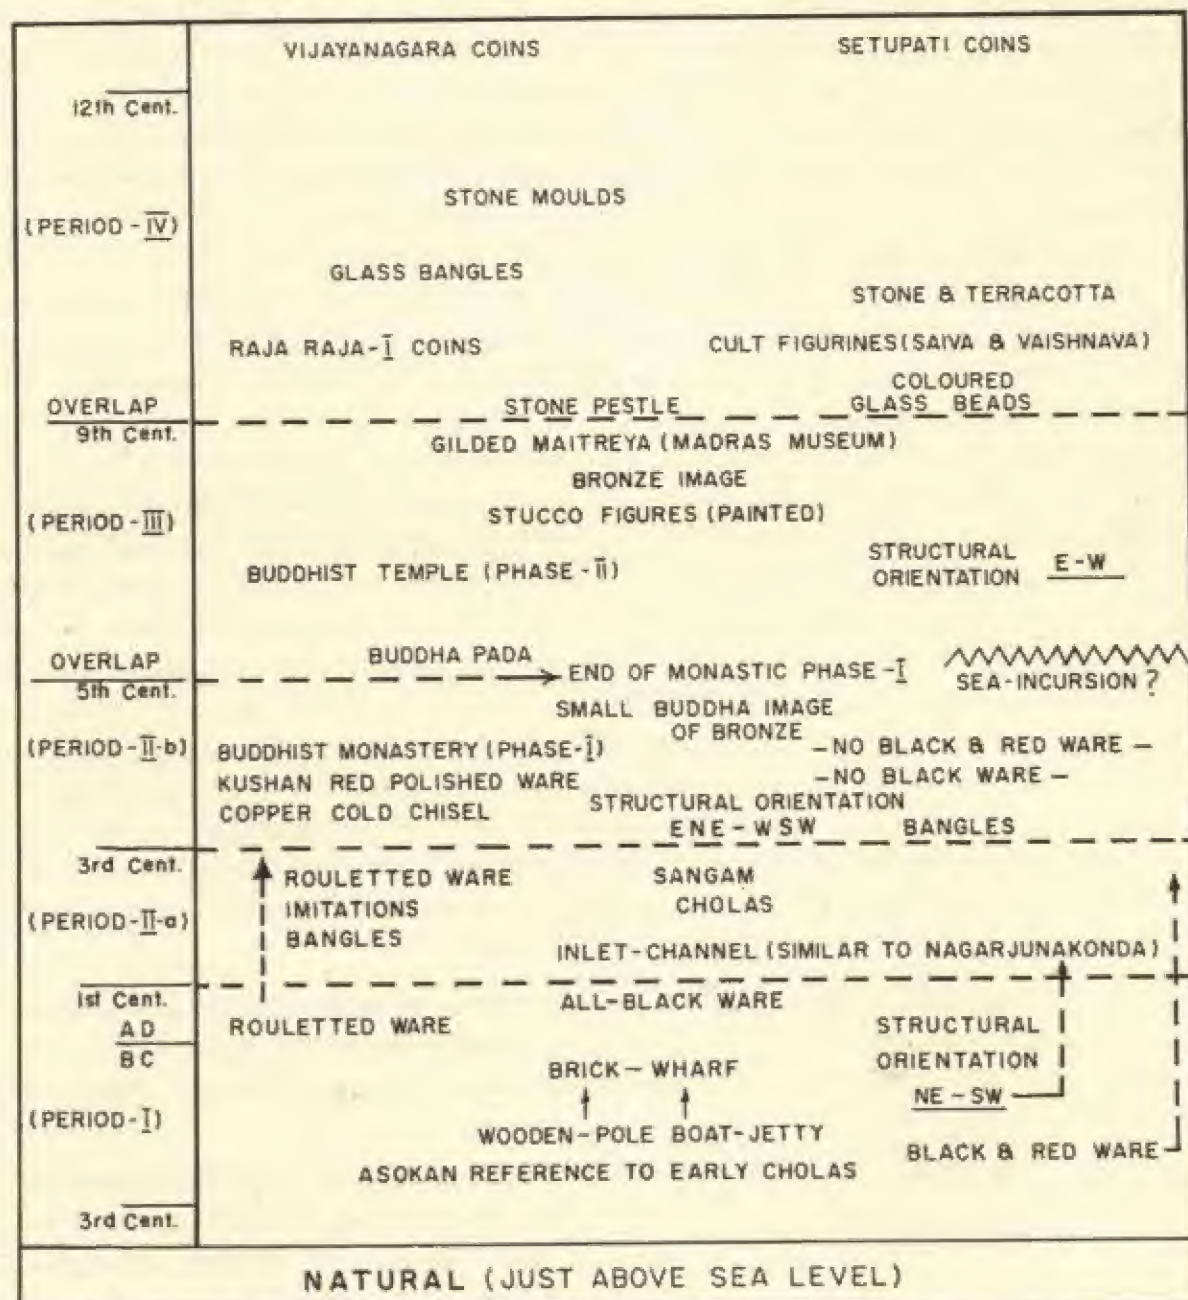 VIJAYANAGARA COINS SETUPATI COINS
12th Cent.
STONE MOULDS
(PERIOD - IV)
GLASS BANGLES
STONE & TERRACOTTA
RAJA RAJA-I COINS CULT FIGURINES (SAIVA & VAISHNAVA)
COLOURED
OVERLAP STONE PESTLE GLASS BEADS
9th Cent.
GILDED MAITREYA (MADRAS MUSEUM)
BRONZE IMAGE
(PERIOD - III) STUCCO FIGURES (PAINTED)
STRUCTURAL
BUDDHIST TEMPLE (PHASE - II) ORIENTATION E-W
OVERLAP BUDDHA PADA END OF MONASTIC PHASE - I
5th Cent. SEA-INCURSION ?
SMALL BUDDHA IMAGE
OF BRONZE
(PERIOD-II-b) BUDDHIST MONASTERY (PHASE-I) -NO BLACK & RED WARE -
KUSHAN RED POLISHED WARE -NO BLACK WARE -
COPPER COLD CHISEL STRUCTURAL ORIENTATION
ENE-WSW BANGLES
3rd Cent.
ROULETTED WARE SANGAM
IMITATIONS CHOLAS
(PERIOD-II-a) BANGLES
INLET-CHANNEL (SIMILAR TO NAGARJUNAKONDA)
1st Cent. ALL-BLACK WARE
AD ROULETTED WARE STRUCTURAL
BC BRICK - WHARF ORIENTATION
NE - SW
(PERIOD-I) WOODEN-POLE BOAT-JETTY
BLACK & RED WARE
ASOKAN REFERENCE TO EARLY CHOLAS
3rd Cent.
NATURAL (JUST ABOVE SEA LEVEL)